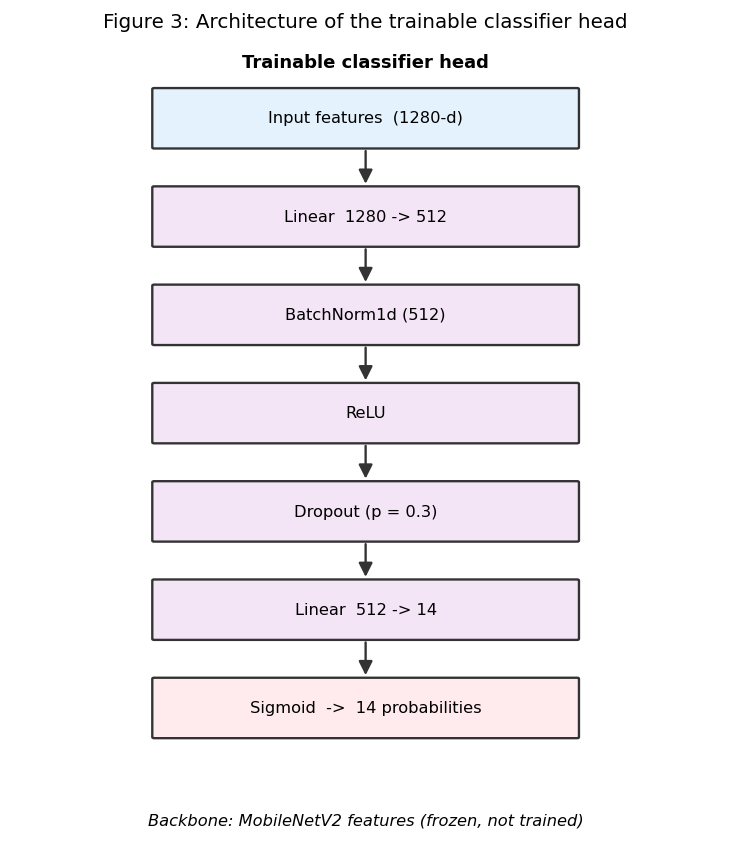 Figure 3: Architecture of the trainable classifier head
Trainable classifier head
Input features  (1280-d)
Linear  1280 -> 512
BatchNorm1d (512)
ReLU
Dropout (p = 0.3)
Linear  512 -> 14
Sigmoid  ->  14 probabilities
Backbone: MobileNetV2 features (frozen, not trained)